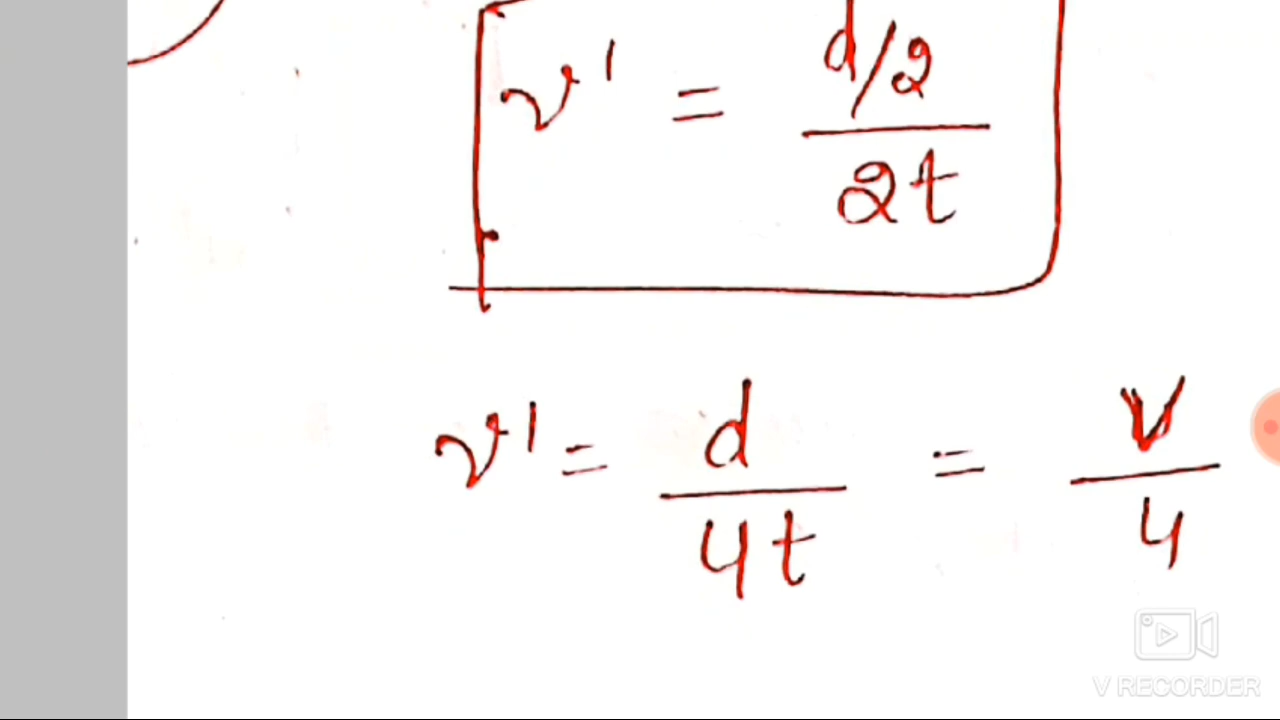 v' = d/2
2t
v' = d = V
4t 4
V RECORDER